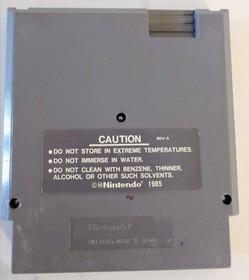 CAUTION REV-A
●DO NOT STORE IN EXTREME TEMPERATURES.
●DO NOT IMMERSE IN WATER.
●DO NOT CLEAN WITH BENZENE, THINNER,
ALCOHOL OR OTHER SUCH SOLVENTS.
©Nintendo® 1985
Nintendo®
MADE IN JAPAN